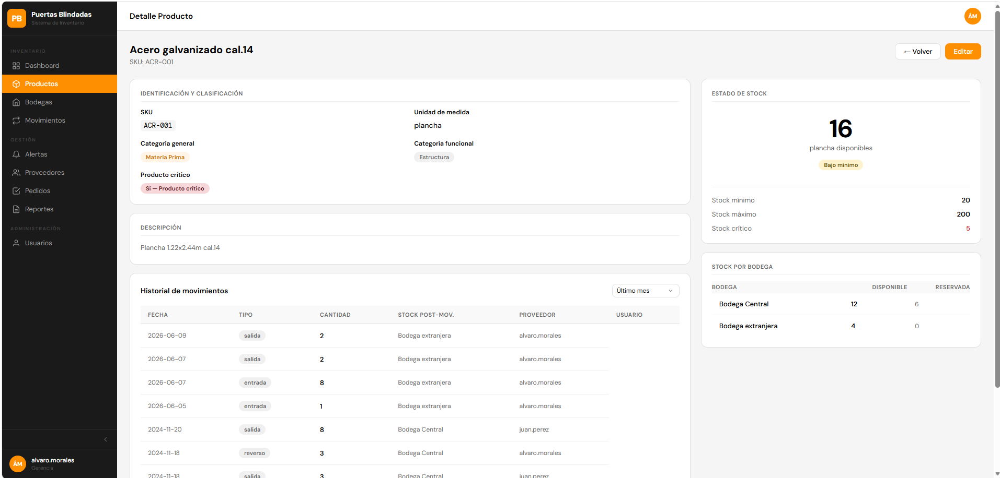 PB
Puertas Blindadas
Sistema de Inventario
INVENTARIO
Dashboard
Productos
Bodegas
Movimientos
GESTIÓN
Alertas
Proveedores
Pedidos
Reportes
ADMINISTRACIÓN
Usuarios
ÁM
alvaro.morales
Gerencia
Detalle Producto
ÁM
Acero galvanizado cal.14
SKU: ACR-001
← Volver
Editar
IDENTIFICACIÓN Y CLASIFICACIÓN
SKU
ACR-001
Unidad de medida
plancha
Categoría general
Materia Prima
Categoría funcional
Estructura
Producto crítico
Sí — Producto crítico
DESCRIPCIÓN
Plancha 1.22x2.44m cal.14
Historial de movimientos
Último mes
FECHA TIPO CANTIDAD STOCK POST-MOV. PROVEEDOR USUARIO
2026-06-09 salida 2 Bodega extranjera alvaro.morales
2026-06-07 salida 2 Bodega extranjera alvaro.morales
2026-06-07 entrada 8 Bodega extranjera alvaro.morales
2026-06-05 entrada 1 Bodega extranjera alvaro.morales
2024-11-20 salida 8 Bodega Central juan.perez
2024-11-18 reverso 3 Bodega Central alvaro.morales
2024-11-18 salida 3 Bodega Central juan.perez
ESTADO DE STOCK
16
plancha disponibles
Bajo mínimo
Stock mínimo 20
Stock máximo 200
Stock crítico 5
STOCK POR BODEGA
BODEGA DISPONIBLE RESERVADA
Bodega Central 12 6
Bodega extranjera 4 0